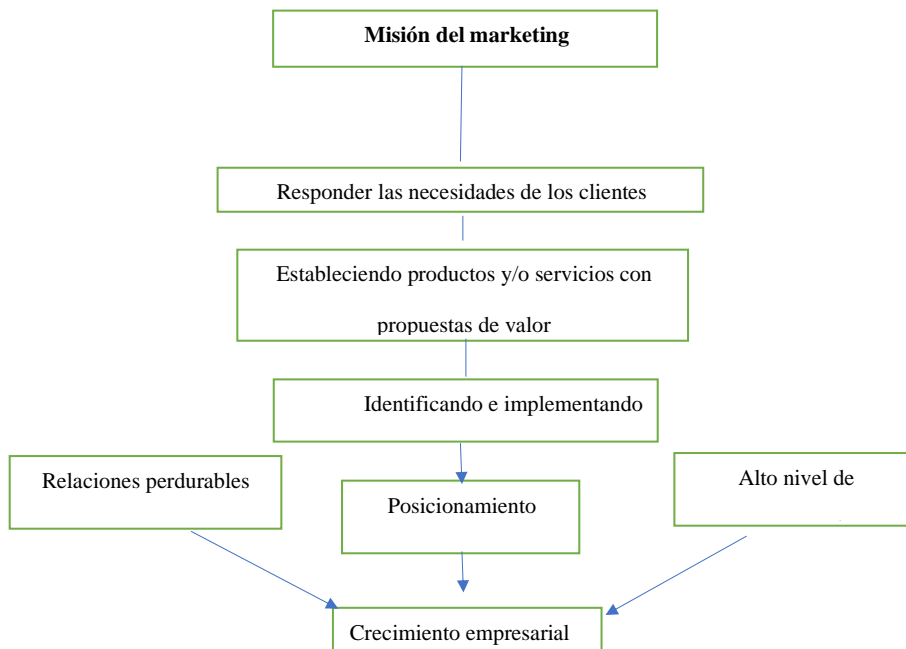 Misión del marketing
Responder las necesidades de los clientes
Estableciendo productos y/o servicios con
propuestas de valor
Identificando e implementando
Relaciones perdurables
Posicionamiento
Alto nivel de
Crecimiento empresarial